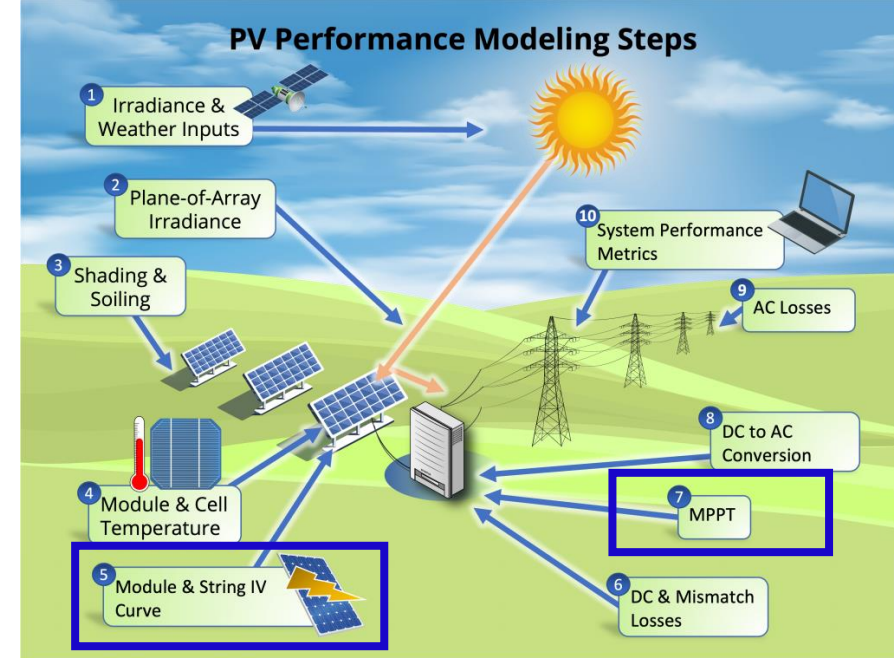 PV Performance Modeling Steps
1
Irradiance &
Weather Inputs
2
Plane-of-Array
Irradiance
3
Shading &
Soiling
4
Module & Cell
Temperature
5
Module & String IV
Curve
6
DC & Mismatch
Losses
7
MPPT
8
DC to AC
Conversion
9
AC Losses
10
System Performance
Metrics